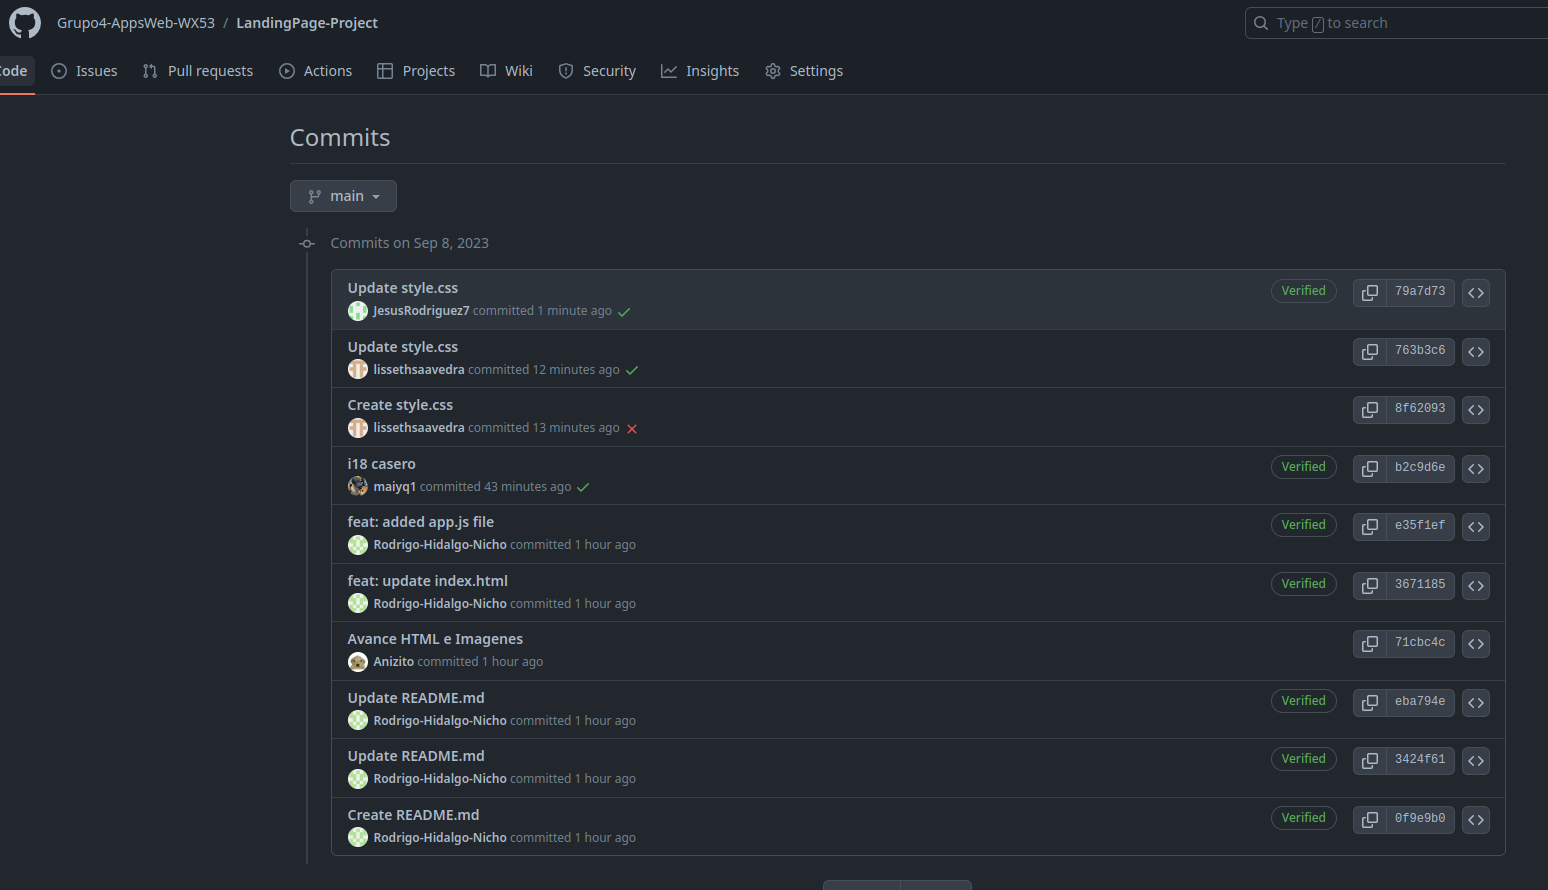 Grupo4-AppsWeb-WX53 / LandingPage-Project
Type / to search
ode Issues Pull requests Actions Projects Wiki Security Insights Settings
Commits
main
Commits on Sep 8, 2023
Update style.css
Verified 79a7d73
JesusRodriguez7 committed 1 minute ago
Update style.css
763b3c6
lissethsaavedra committed 12 minutes ago
Create style.css
8f62093
lissethsaavedra committed 13 minutes ago
i18 casero
Verified b2c9d6e
maiyq1 committed 43 minutes ago
feat: added app.js file
Verified e35f1ef
Rodrigo-Hidalgo-Nicho committed 1 hour ago
feat: update index.html
Verified 3671185
Rodrigo-Hidalgo-Nicho committed 1 hour ago
Avance HTML e Imagenes
71cbc4c
Anizito committed 1 hour ago
Update README.md
Verified eba794e
Rodrigo-Hidalgo-Nicho committed 1 hour ago
Update README.md
Verified 3424f61
Rodrigo-Hidalgo-Nicho committed 1 hour ago
Create README.md
Verified 0f9e9b0
Rodrigo-Hidalgo-Nicho committed 1 hour ago